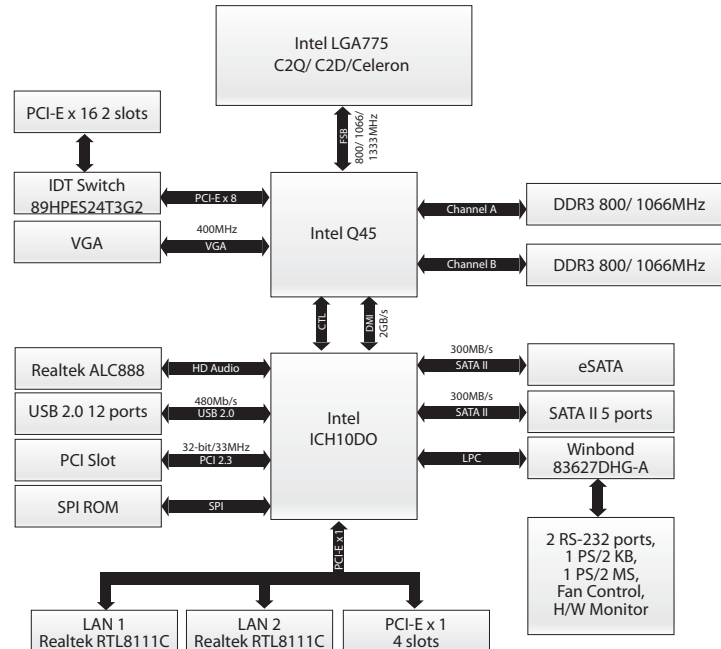 Intel LGA775
C2Q/ C2D/Celeron
FSB
800/ 1066/
1333MHz
PCI-E x 16 2 slots
IDT Switch
89HPES24T3G2
PCI-E x 8
VGA
400MHz
VGA
Intel Q45
Channel A
DDR3 800/ 1066MHz
Channel B
DDR3 800/ 1066MHz
CTL
DMI
2GB/s
Realtek ALC888
HD Audio
USB 2.0 12 ports
480Mb/s
USB 2.0
PCI Slot
32-bit/33MHz
PCI 2.3
SPI ROM
SPI
Intel
ICH10DO
300MB/s
SATA II
eSATA
300MB/s
SATA II
SATA II 5 ports
LPC
Winbond
83627DHG-A
2 RS-232 ports,
1 PS/2 KB,
1 PS/2 MS,
Fan Control,
H/W Monitor
PCI-E x 1
LAN 1
Realtek RTL8111C
LAN 2
Realtek RTL8111C
PCI-E x 1
4 slots